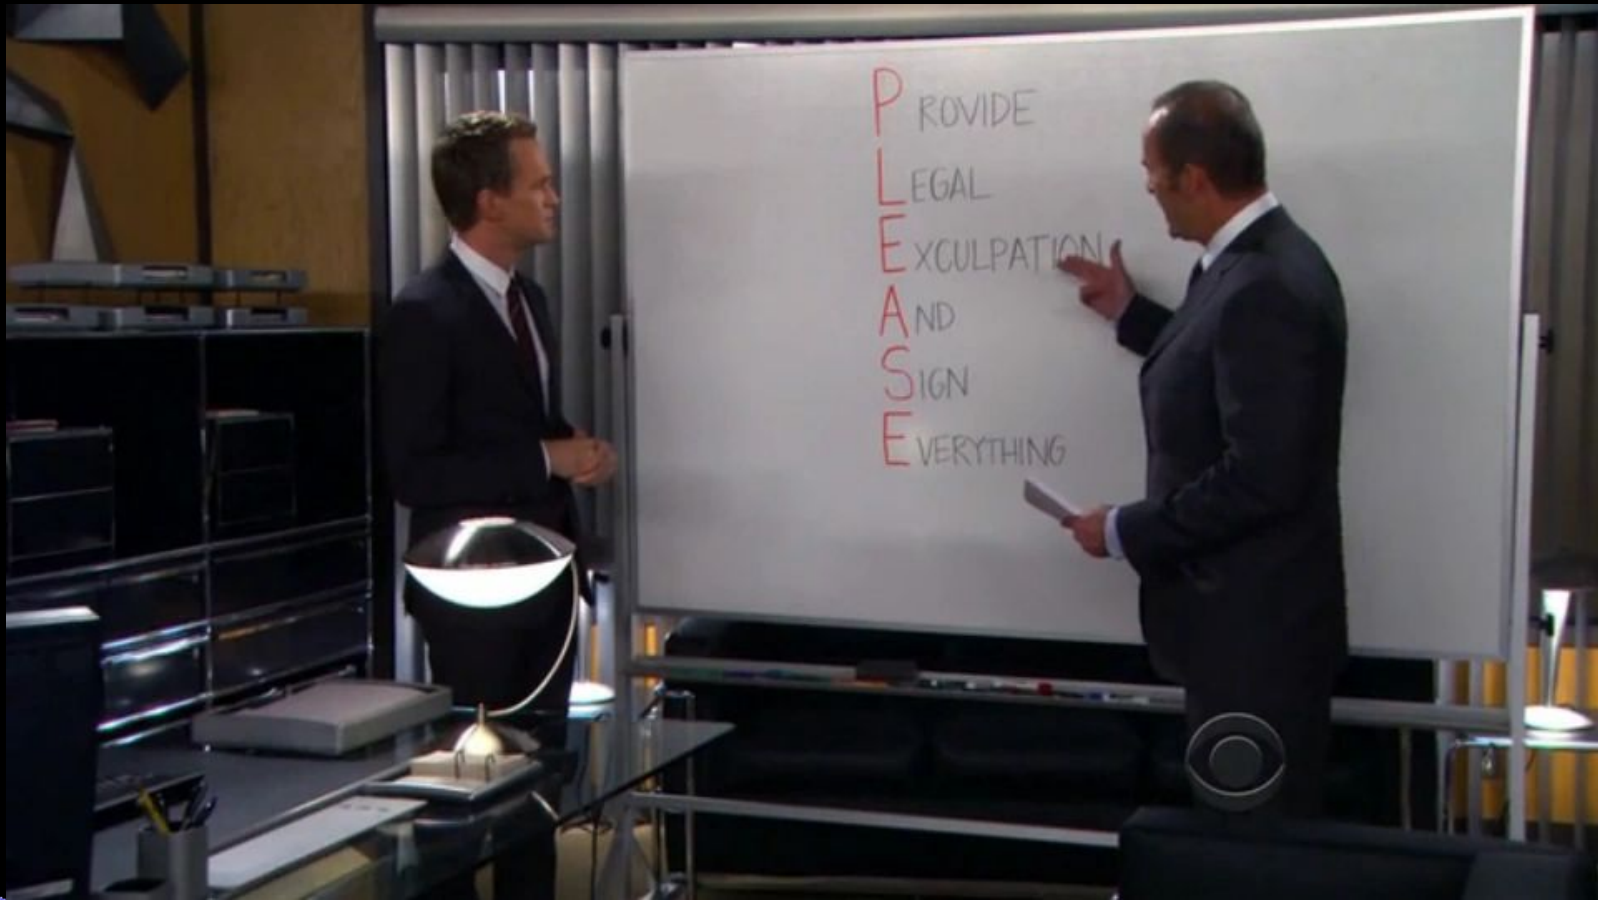 PROVIDE
LEGAL
EXCULPATION
AND
SIGN
EVERYTHING